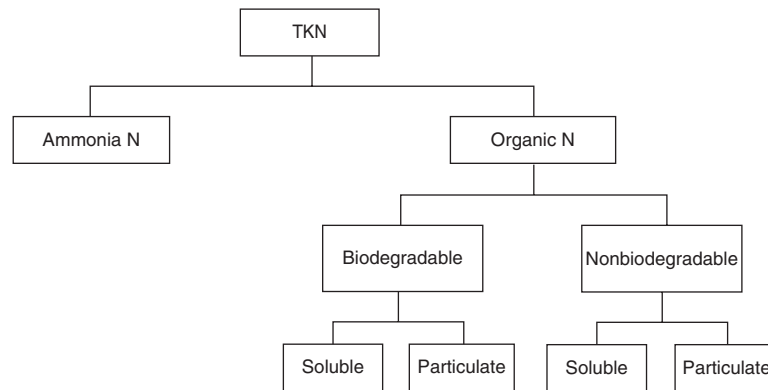 TKN
Ammonia N
Organic N
Biodegradable
Nonbiodegradable
Soluble
Particulate
Soluble
Particulate